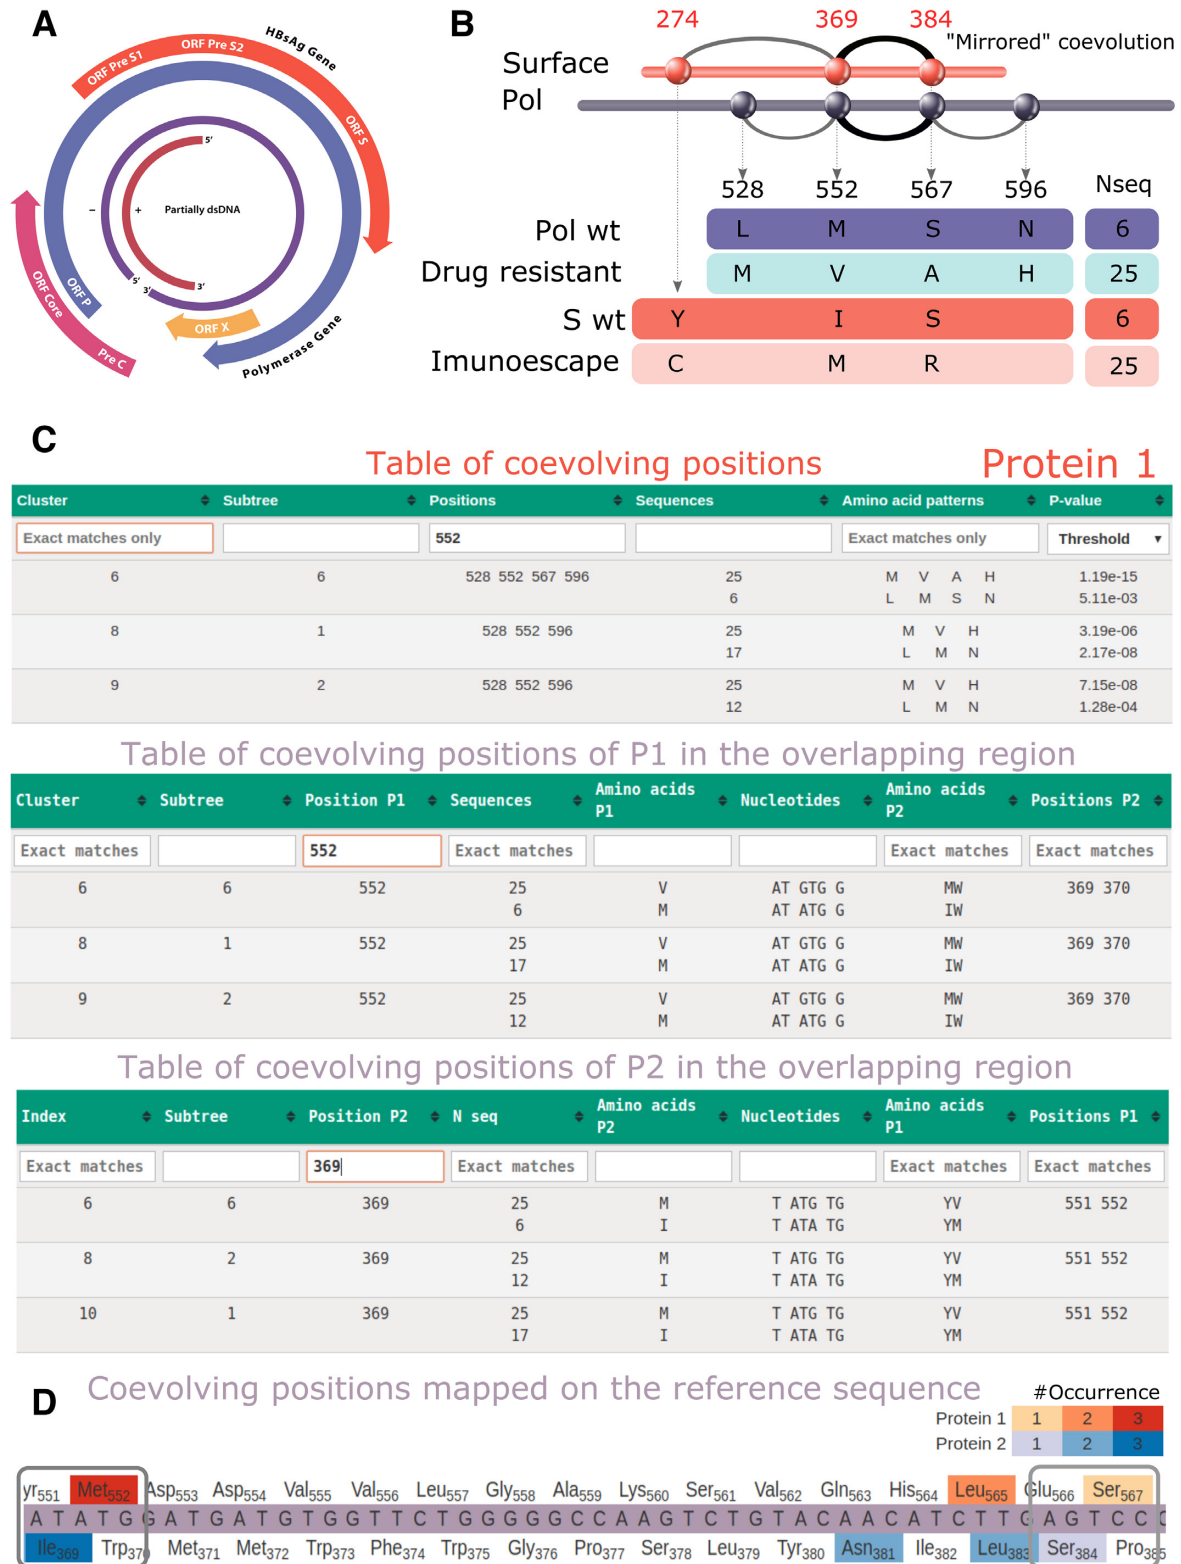 A
HBsAg Gene
ORF Pre S1
ORF Pre S2
ORF S
5'
−
+
Partially dsDNA
5'
3'
3'
ORF P
ORF X
ORF Core
Pre C
Polymerase Gene
B
274 369 384
"Mirrored" coevolution
Surface
Pol
528 552 567 596 Nseq
Pol wt L M S N 6
Drug resistant M V A H 25
S wt Y I S 6
Imunoescape C M R 25
C
Table of coevolving positions Protein 1
Cluster Subtree Positions Sequences Amino acid patterns P-value
Exact matches only 552 Exact matches only Threshold
6 6 528 552 567 596 25 M V A H 1.19e-15
6 L M S N 5.11e-03
8 1 528 552 596 25 M V H 3.19e-06
17 L M N 2.17e-08
9 2 528 552 596 25 M V H 7.15e-08
12 L M N 1.28e-04
Table of coevolving positions of P1 in the overlapping region
Cluster Subtree Position P1 Sequences Amino acids P1 Nucleotides Amino acids P2 Positions P2
Exact matches 552 Exact matches Exact matches Exact matches
6 6 552 25 V AT GTG G MW 369 370
6 M AT ATG G IW
8 1 552 25 V AT GTG G MW 369 370
17 M AT ATG G IW
9 2 552 25 V AT GTG G MW 369 370
12 M AT ATG G IW
Table of coevolving positions of P2 in the overlapping region
Index Subtree Position P2 N seq Amino acids P2 Nucleotides Amino acids P1 Positions P1
Exact matches 369 Exact matches Exact matches Exact matches
6 6 369 25 M T ATG TG YV 551 552
6 I T ATA TG YM
8 2 369 25 M T ATG TG YV 551 552
12 I T ATA TG YM
10 1 369 25 M T ATG TG YV 551 552
17 I T ATA TG YM
D
Coevolving positions mapped on the reference sequence
#Occurrence
Protein 1 1 2 3
Protein 2 1 2 3
yr551 Met552 Asp553 Asp554 Val555 Val556 Leu557 Gly558 Ala559 Lys560 Ser561 Val562 Gln563 His564 Leu565 Glu566 Ser567
A T A T G G A T G A T G T G G T A T T G G G G G C C A A G T C T G T A C A A C A T C T T G A G T C C C
Ile369 Trp370 Met371 Met372 Trp373 Phe374 Trp375 Gly376 Pro377 Ser378 Leu379 Tyr380 Asn381 Ile382 Leu383 Ser384 Pro385